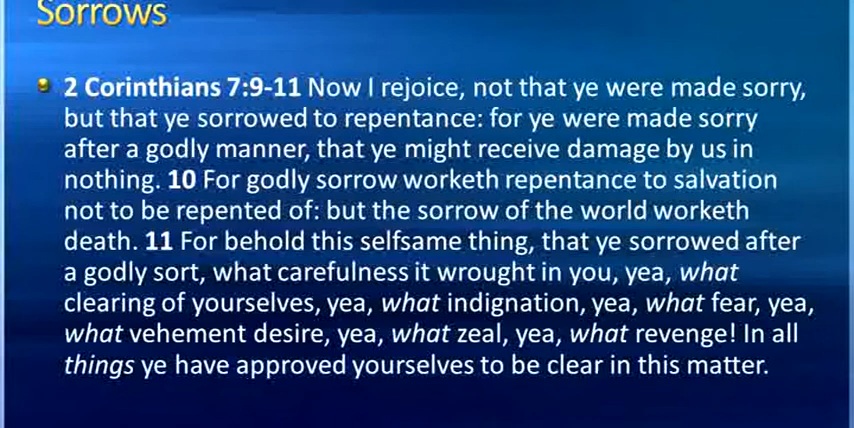 Sorrows
2 Corinthians 7:9-11 Now I rejoice, not that ye were made sorry,
but that ye sorrowed to repentance: for ye were made sorry
after a godly manner, that ye might receive damage by us in
nothing. 10 For godly sorrow worketh repentance to salvation
not to be repented of: but the sorrow of the world worketh
death. 11 For behold this selfsame thing, that ye sorrowed after
a godly sort, what carefulness it wrought in you, yea, what
clearing of yourselves, yea, what indignation, yea, what fear, yea,
what vehement desire, yea, what zeal, yea, what revenge! In all
things ye have approved yourselves to be clear in this matter.